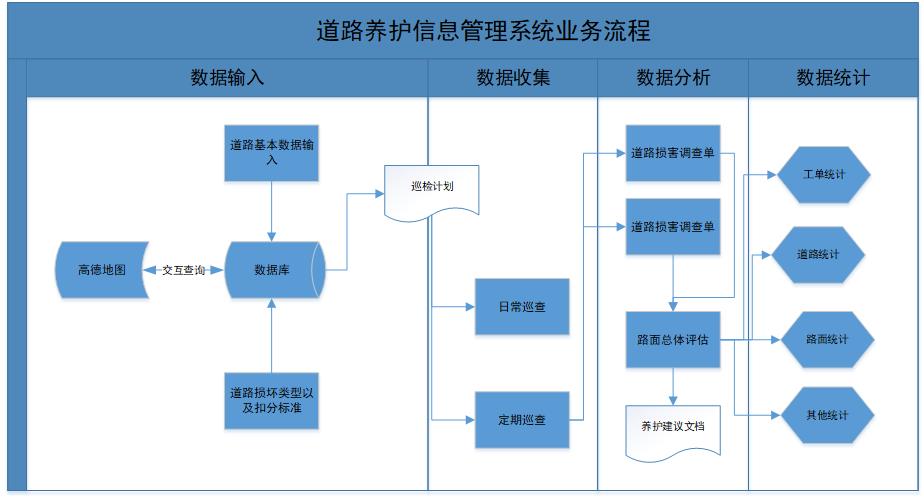 道路养护信息管理系统业务流程
数据输入
数据收集
数据分析
数据统计
道路基本数据输
入
高德地图
交互查询
数据库
道路损坏类型以
及扣分标准
巡检计划
日常巡查
定期巡查
道路损害调查单
道路损害调查单
路面总体评估
养护建议文档
工单统计
道路统计
路面统计
其他统计